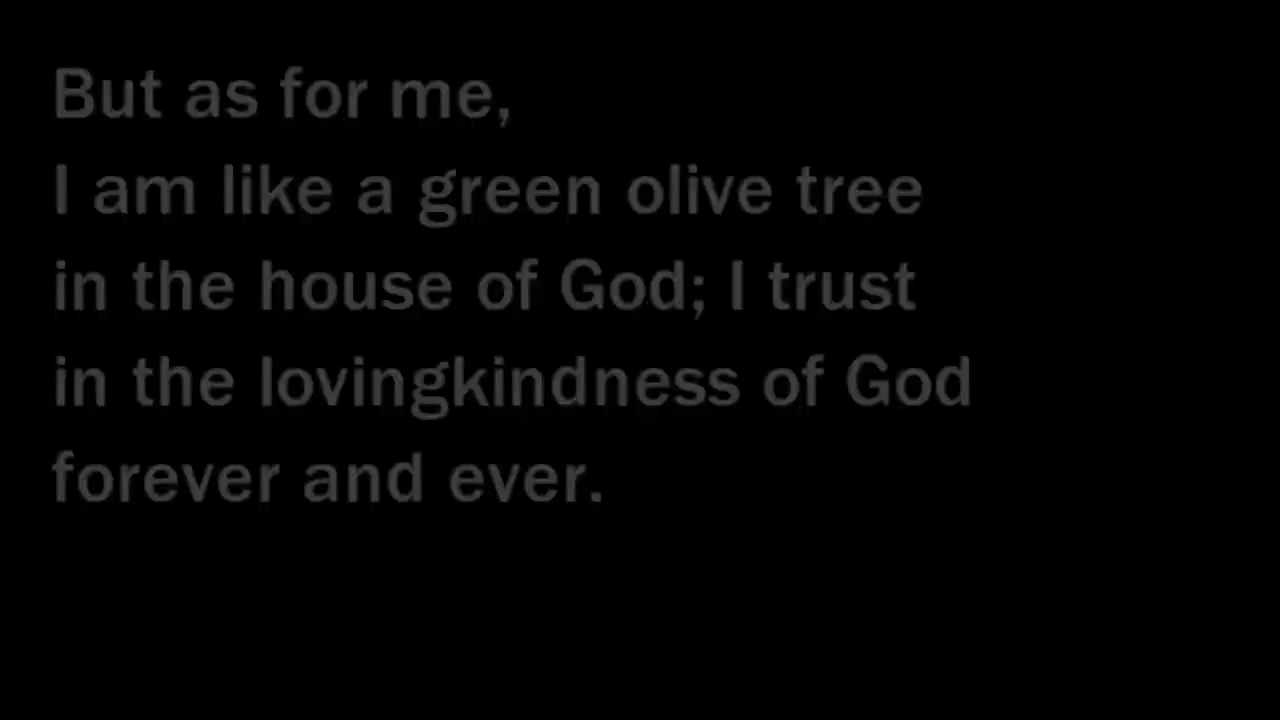 But as for me,
I am like a green olive tree
in the house of God; I trust
in the lovingkindness of God
forever and ever.